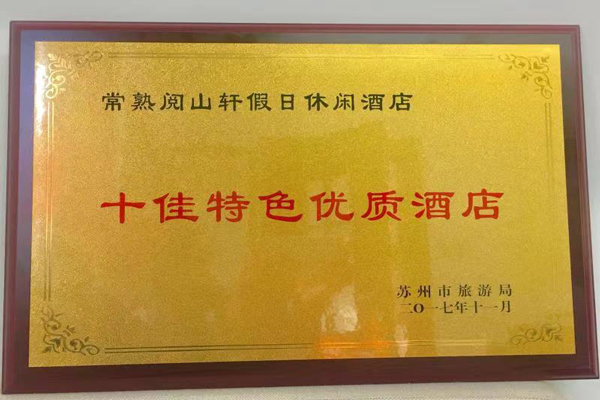 常熟阅山轩假日休闲酒店
十佳特色优质酒店
苏州市旅游局
二〇一七年十一月